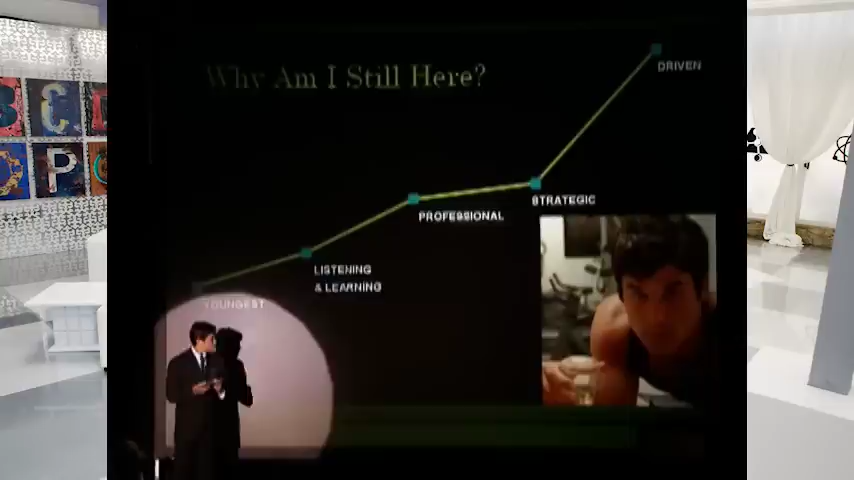 Why Am I Still Here?
DRIVEN
STRATEGIC
PROFESSIONAL
LISTENING
& LEARNING
YOUNGEST
B C
P